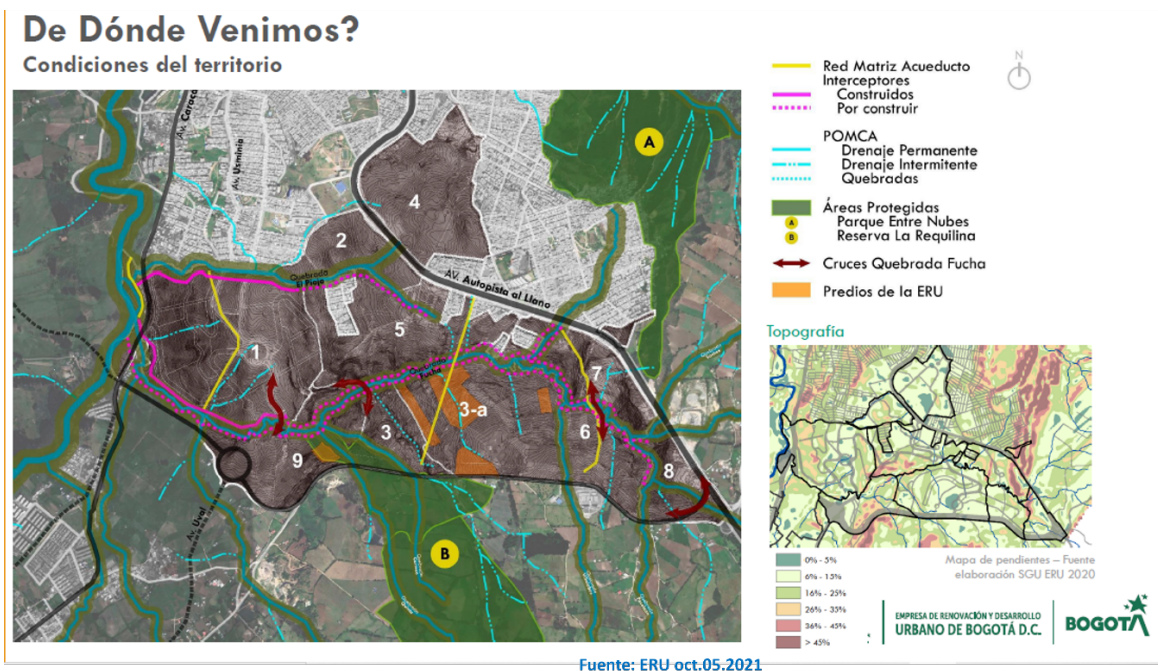 De Dónde Venimos?
Condiciones del territorio
Av. Caraca
Av. Usminia
A
4
2
Quebrada
El Piojo
AV. Autopista al Llano
5
1
Quebrada
Fucha
7
3-a
3
6
9
8
Av. Usval
B
N
Red Matriz Acueducto
Interceptores
Construidos
Por construir
POMCA
Drenaje Permanente
Drenaje Intermitente
Quebradas
Áreas Protegidas
A Parque Entre Nubes
B Reserva La Requilina
Cruces Quebrada Fucha
Predios de la ERU
Topografía
0% - 5%
6% - 15%
16% - 25%
26% - 35%
36% - 45%
> 45%
Mapa de pendientes – Fuente
elaboración SGU ERU 2020
EMPRESA DE RENOVACIÓN Y DESARROLLO
URBANO DE BOGOTÁ D.C.
BOGOTÁ
Fuente: ERU oct.05.2021